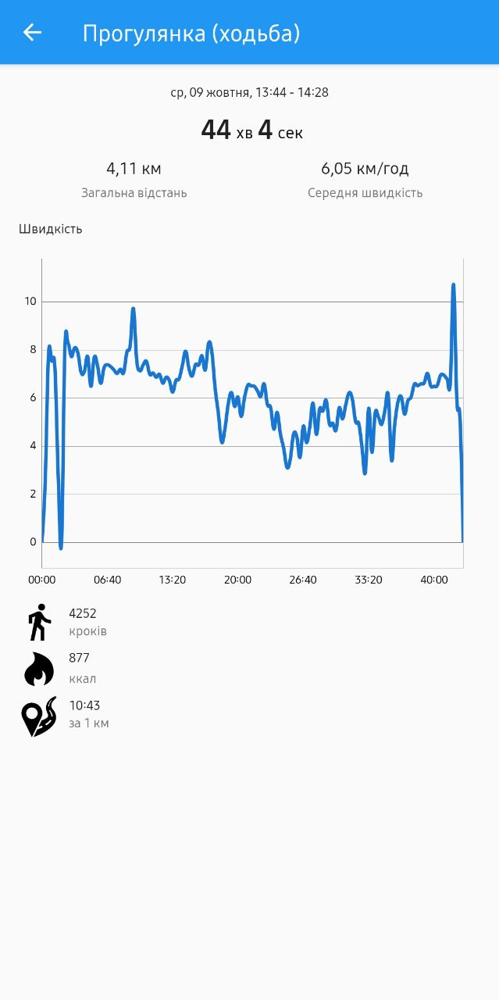 Прогулянка (ходьба)
ср, 09 жовтня, 13:44 - 14:28
44 хв 4 сек
4,11 км 6,05 км/год
Загальна відстань Середня швидкість
Швидкість
10
8
6
4
2
0
00:00 06:40 13:20 20:00 26:40 33:20 40:00
4252
кроків
877
ккал
10:43
за 1 км